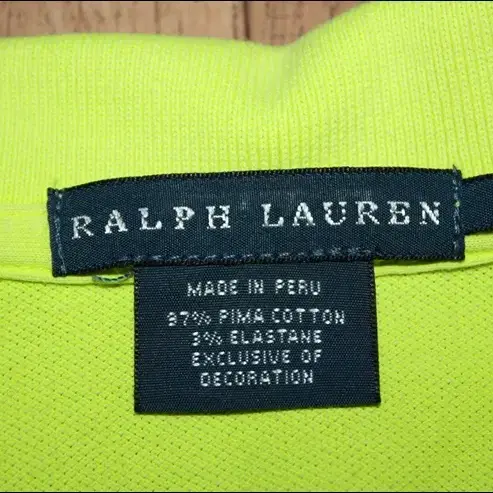 RALPH LAUREN
MADE IN PERU
97% PIMA COTTON
3% ELASTANE
EXCLUSIVE OF
DECORATION